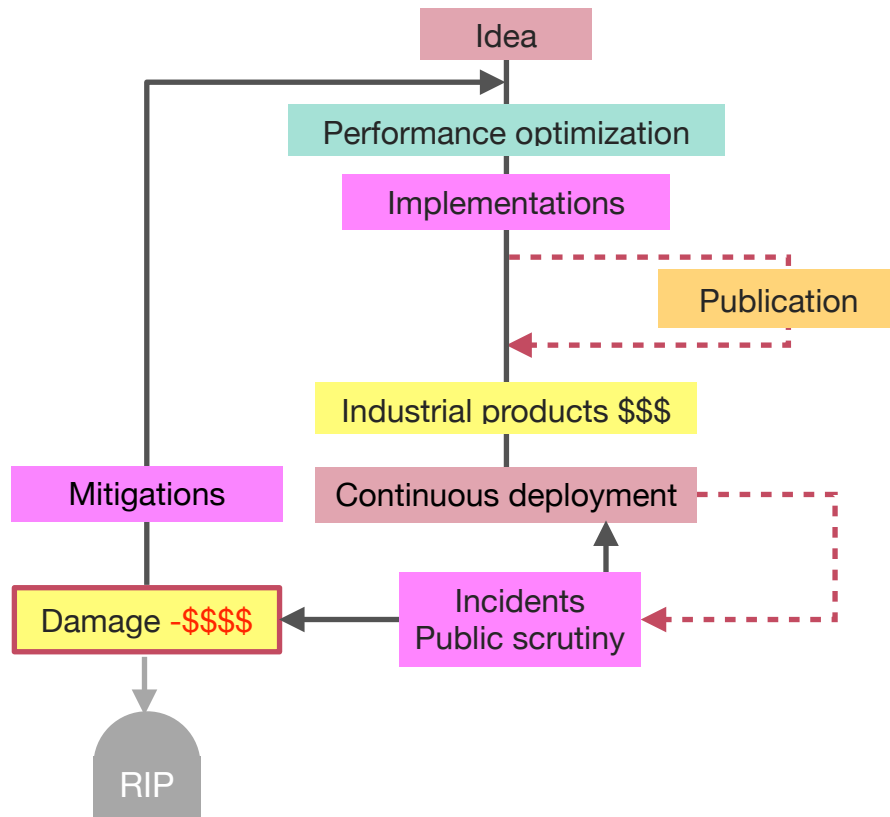 Idea
Performance optimization
Implementations
Publication
Industrial products $$$
Mitigations
Continuous deployment
Damage -$$$$
Incidents
Public scrutiny
RIP